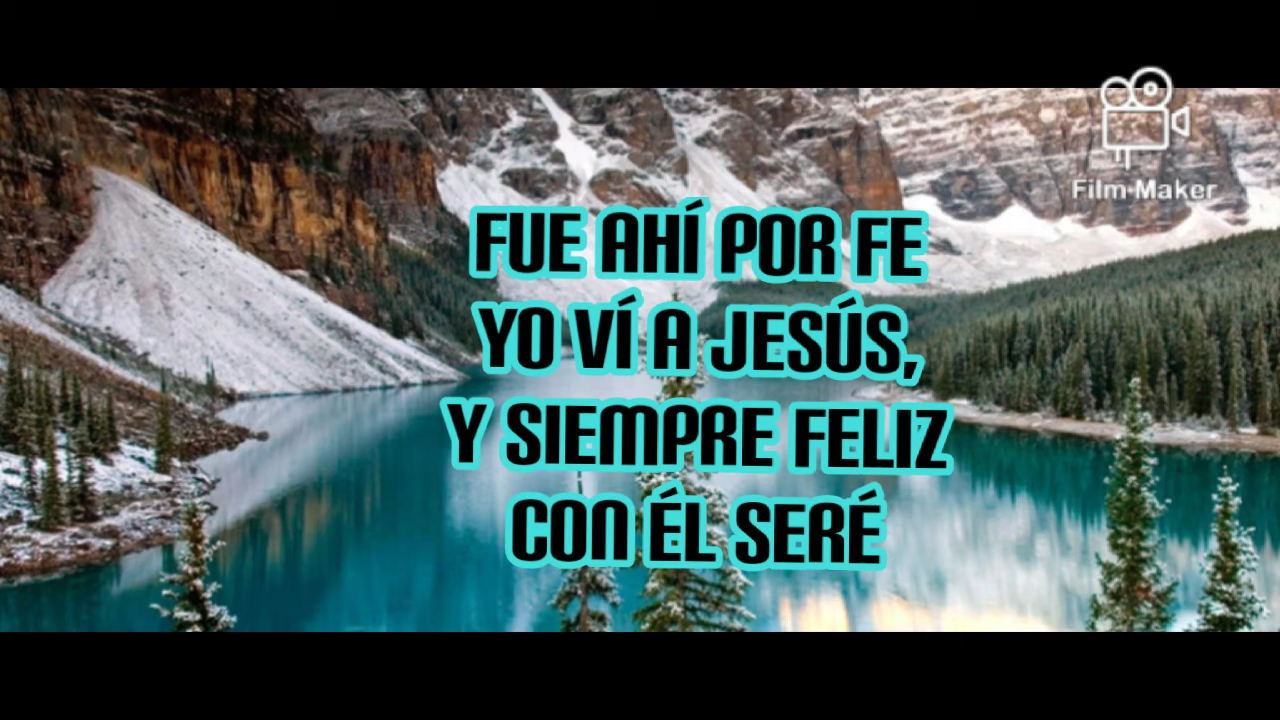 Film Maker
FUE AHÍ POR FE
YO VÍ A JESÚS,
Y SIEMPRE FELIZ
CON ÉL SERÉ